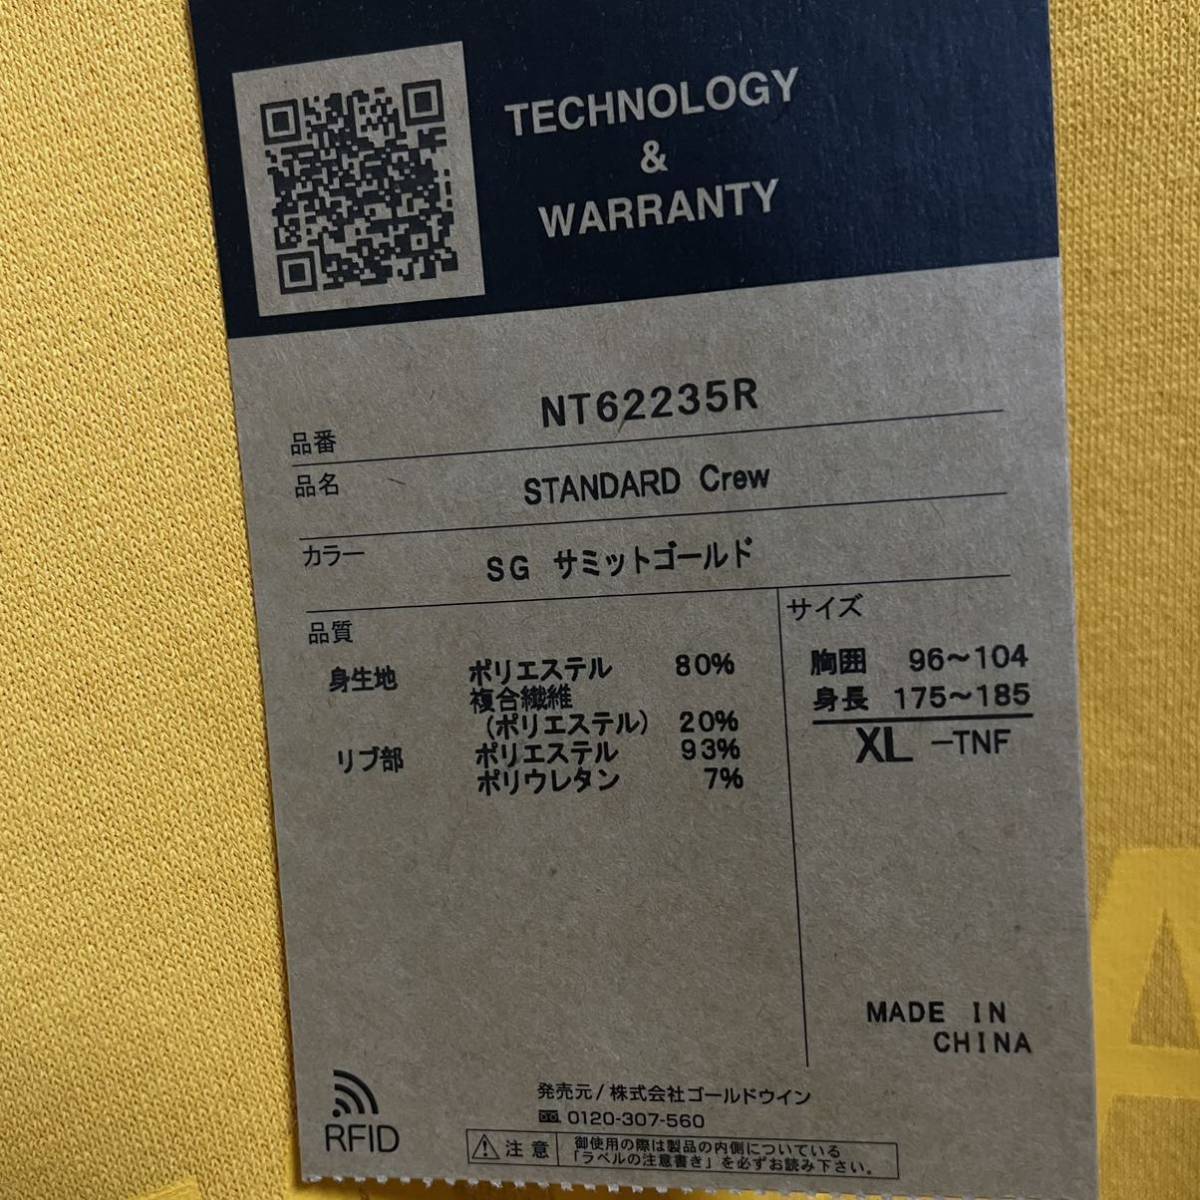 TECHNOLOGY
&
WARRANTY
品番 NT62235R
品名 STANDARD Crew
カラー SG サミットゴールド
品質
身生地 ポリエステル 80%
複合繊維
(ポリエステル) 20%
リブ部 ポリエステル 93%
ポリウレタン 7%
サイズ
胸囲 96〜104
身長 175〜185
XL -TNF
MADE IN
CHINA
RFID
発売元/株式会社ゴールドウイン
0120-307-560
注意
御使用の際は製品の内側についている
「ラベルの注意書き」を必ずお読み下さい。